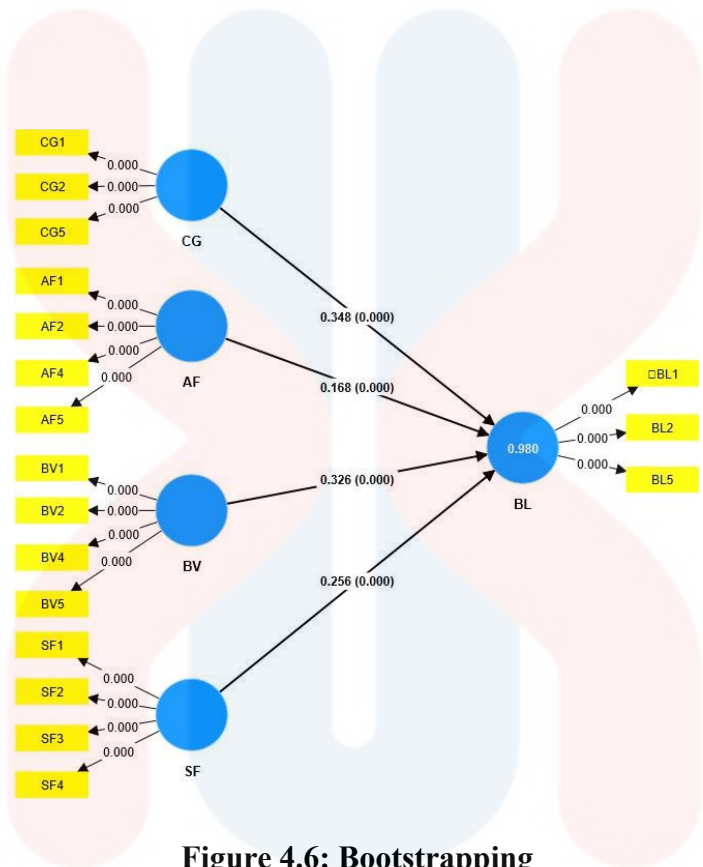 CG1
0.000
CG2
0.000
CG5
0.000
CG
AF1
0.000
AF2
0.000
AF4
0.000
AF5
0.000
AF
BV1
0.000
BV2
0.000
BV4
0.000
BV5
0.000
BV
SF1
0.000
SF2
0.000
SF3
0.000
SF4
0.000
SF
0.348 (0.000)
0.168 (0.000)
0.326 (0.000)
0.256 (0.000)
0.980
BL
0.000
□BL1
0.000
BL2
0.000
BL5
Figure 4.6: Bootstrapping